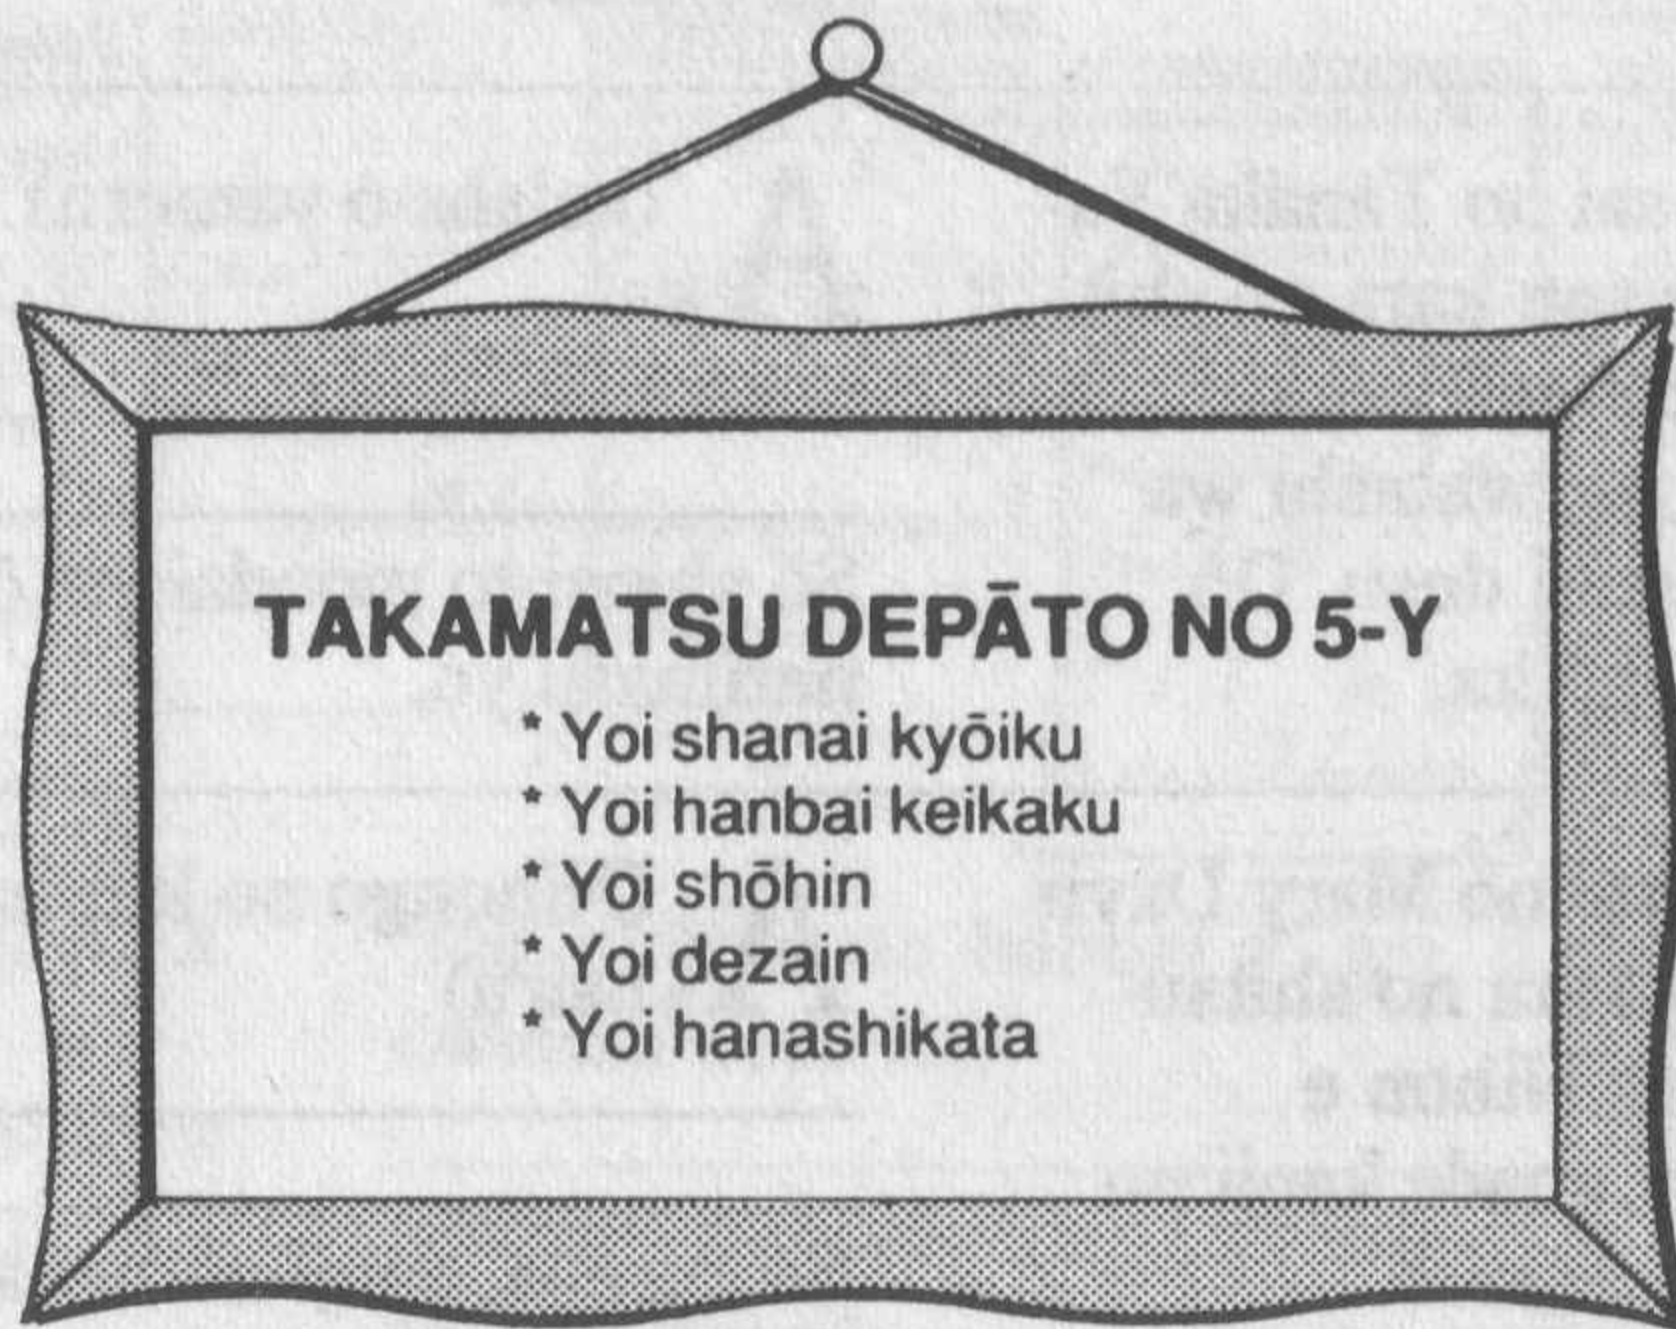 TAKAMATSU DEPĀTO NO 5-Y
* Yoi shanai kyōiku
* Yoi hanbai keikaku
* Yoi shōhin
* Yoi dezain
* Yoi hanashikata